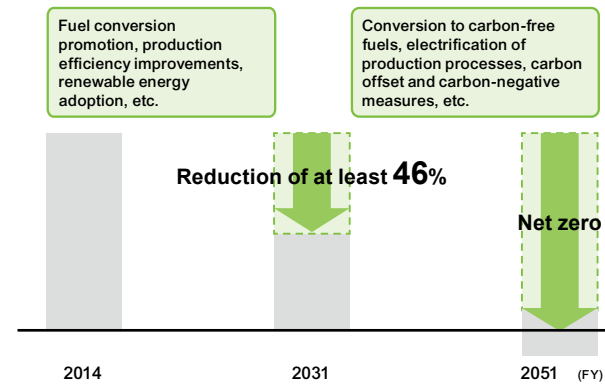 Fuel conversion
promotion, production
efficiency improvements,
renewable energy
adoption, etc.
Conversion to carbon-free
fuels, electrification of
production processes, carbon
offset and carbon-negative
measures, etc.
Reduction of at least 46%
Net zero
2014
2031
2051 (FY)